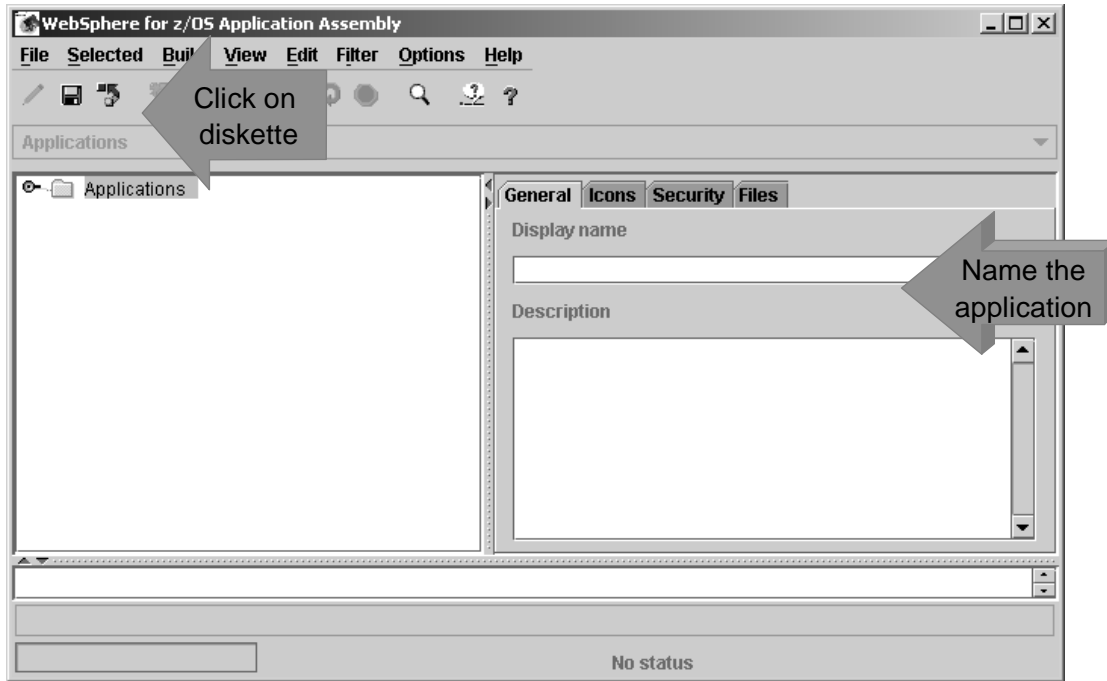 WebSphere for z/OS Application Assembly
File Selected Buil View Edit Filter Options Help
Click on
diskette
Applications
Applications
General Icons Security Files
Display name
Name the
application
Description
No status